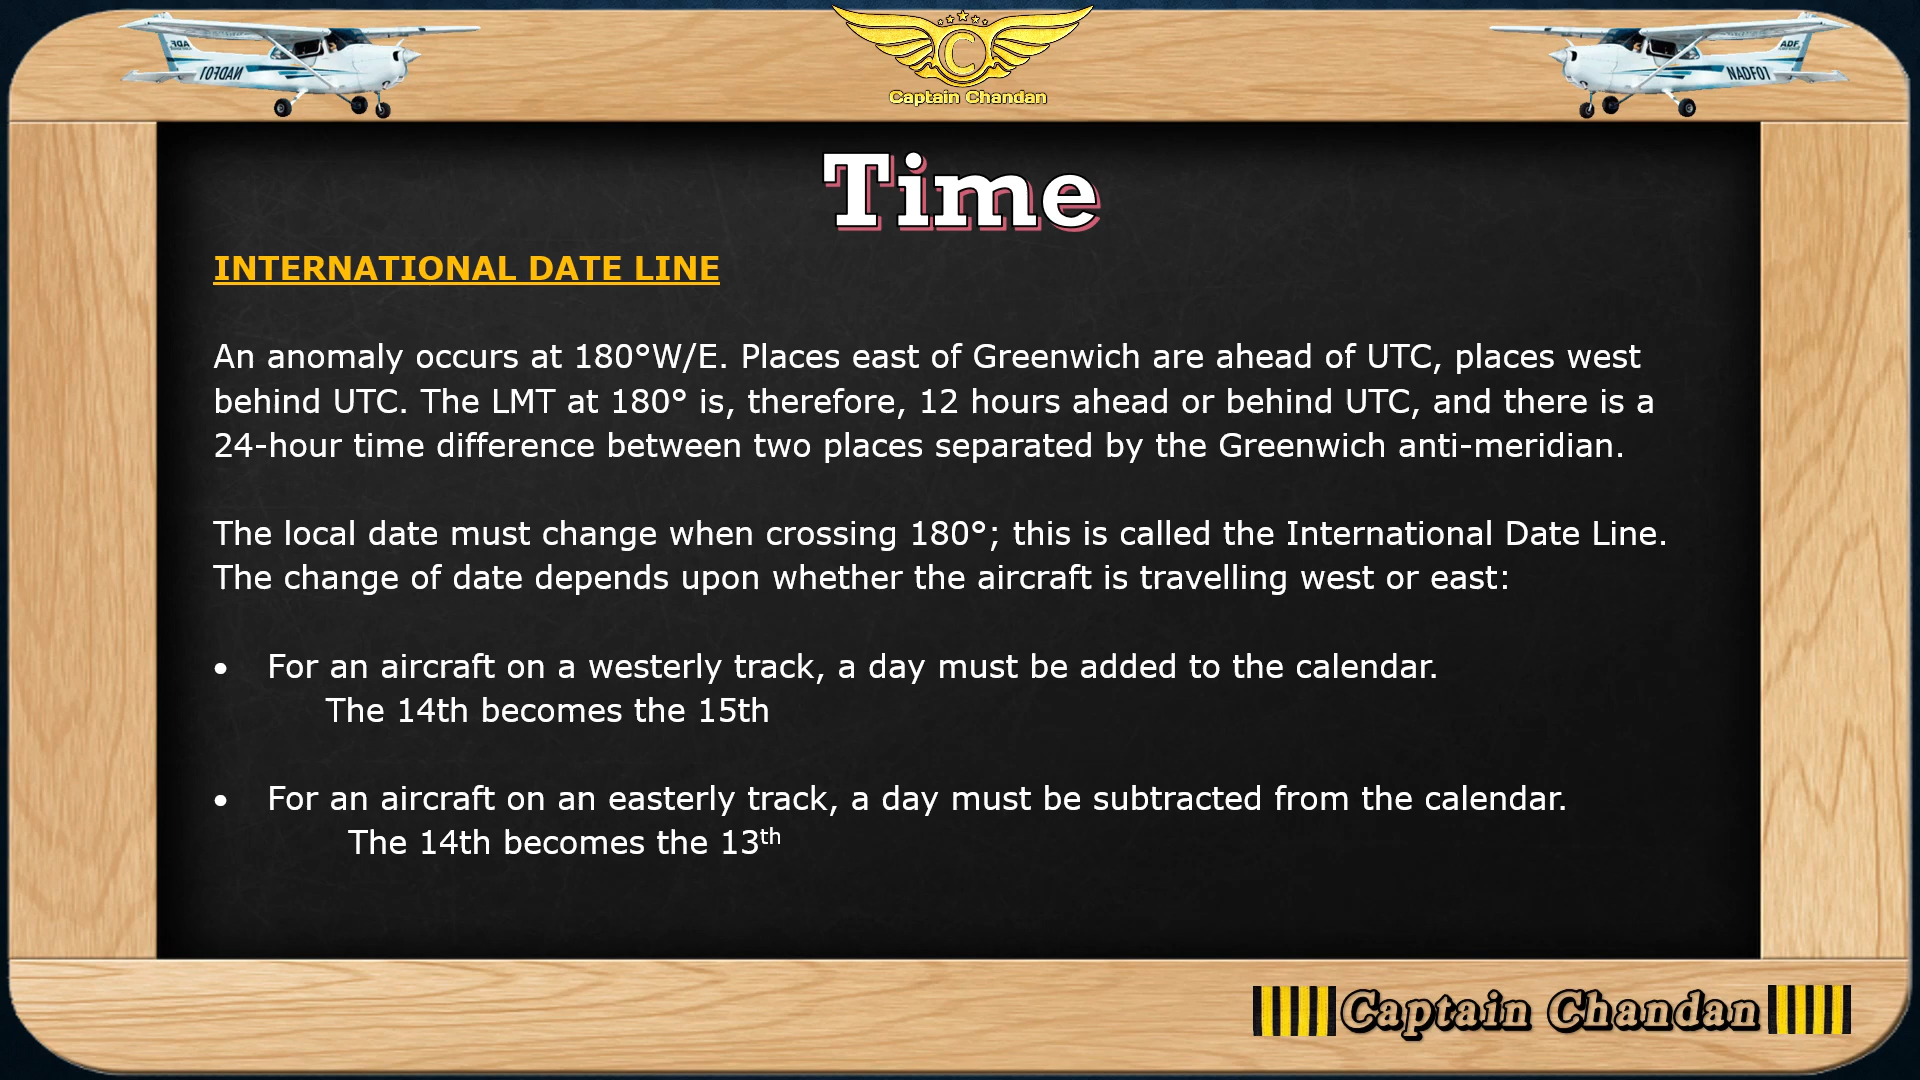 ADF
NADF01
C
Captain Chandan
ADF
NADF01
Time
INTERNATIONAL DATE LINE
An anomaly occurs at 180°W/E. Places east of Greenwich are ahead of UTC, places west
behind UTC. The LMT at 180° is, therefore, 12 hours ahead or behind UTC, and there is a
24-hour time difference between two places separated by the Greenwich anti-meridian.
The local date must change when crossing 180°; this is called the International Date Line.
The change of date depends upon whether the aircraft is travelling west or east:
• For an aircraft on a westerly track, a day must be added to the calendar.
The 14th becomes the 15th
• For an aircraft on an easterly track, a day must be subtracted from the calendar.
The 14th becomes the 13th
Captain Chandan